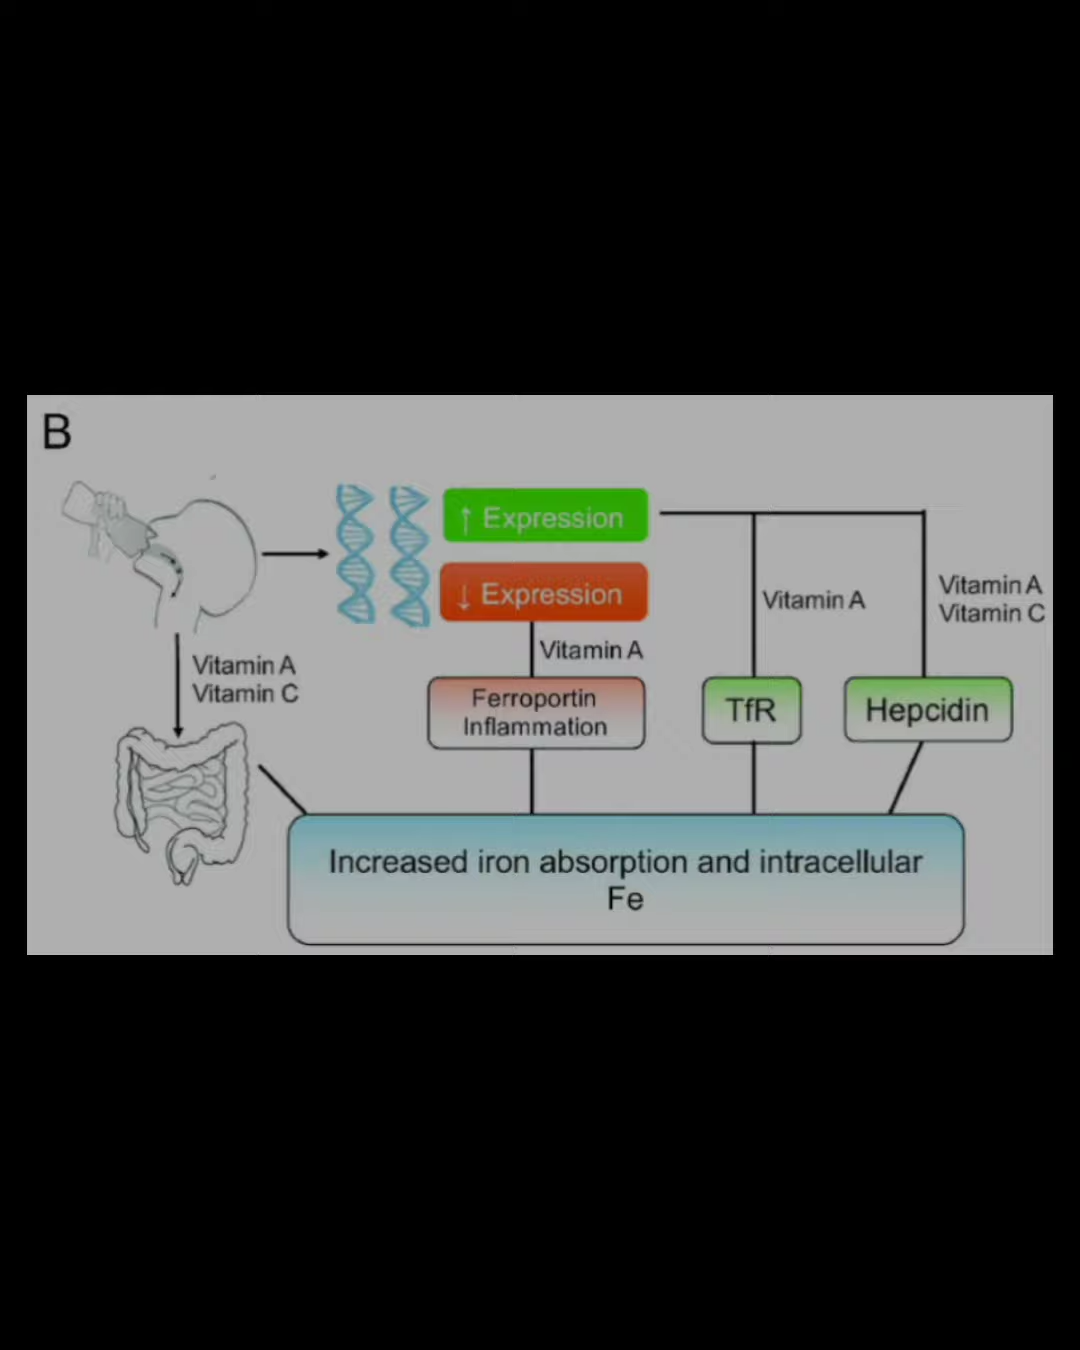 B
↑ Expression
↓ Expression
Vitamin A
Vitamin A
Vitamin C
Vitamin A
Vitamin A
Vitamin C
Ferroportin
Inflammation
TfR
Hepcidin
Increased iron absorption and intracellular
Fe